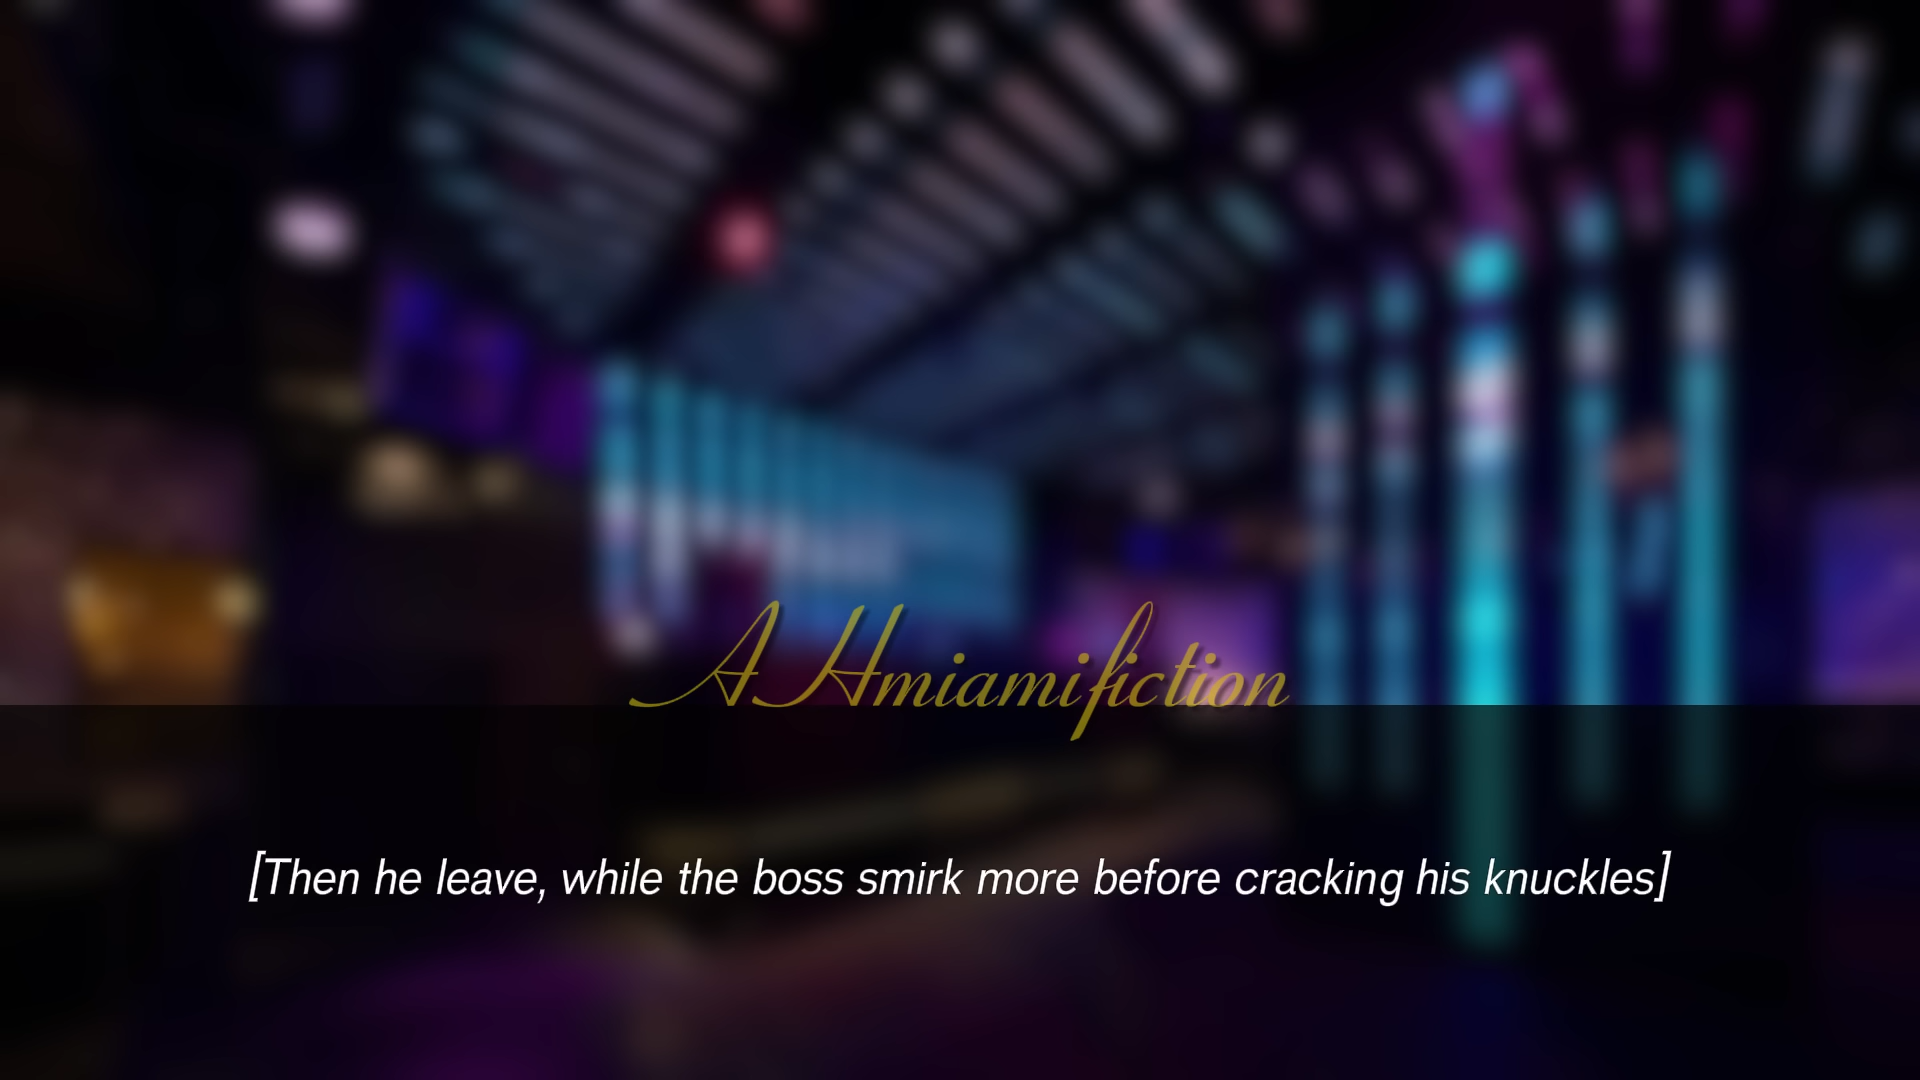 AHmiamifiction
[Then he leave, while the boss smirk more before cracking his knuckles]